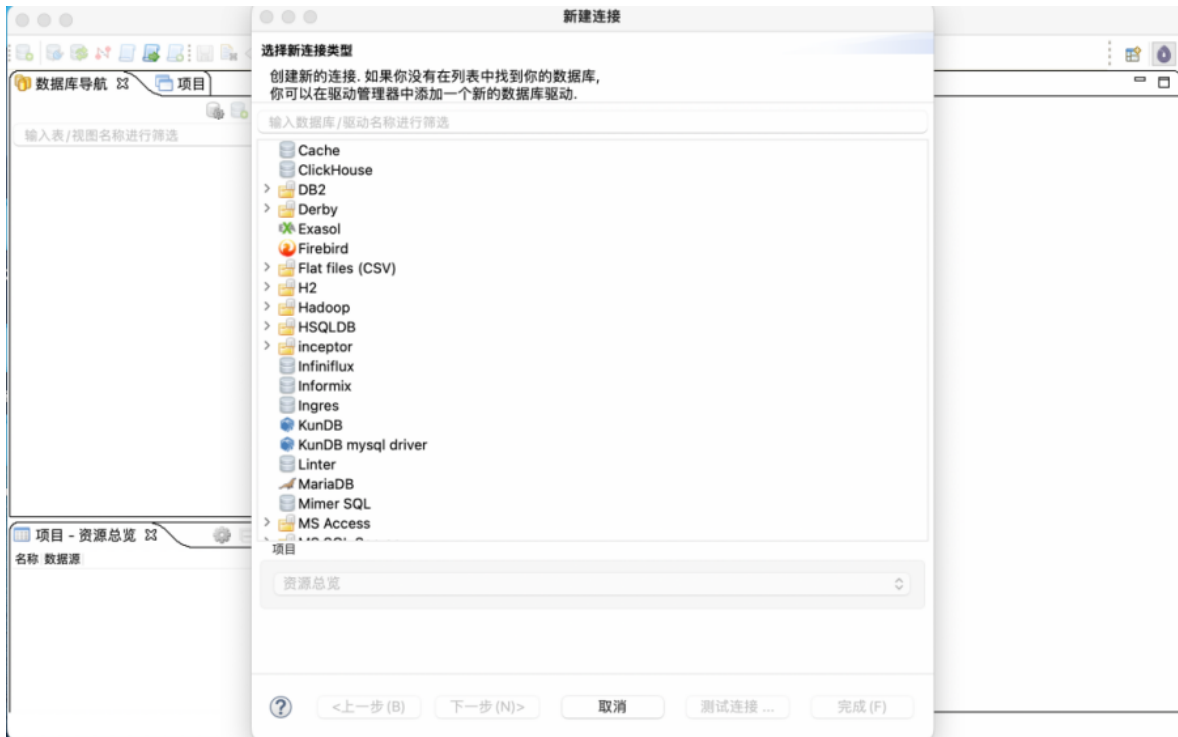 新建连接
选择新连接类型
创建新的连接. 如果你没有在列表中找到你的数据库,
你可以在驱动管理器中添加一个新的数据库驱动.
数据库导航
项目
输入表/视图名称进行筛选
输入数据库/驱动名称进行筛选
Cache
ClickHouse
DB2
Derby
Exasol
Firebird
Flat files (CSV)
H2
Hadoop
HSQLDB
inceptor
Infiniflux
Informix
Ingres
KunDB
KunDB mysql driver
Linter
MariaDB
Mimer SQL
MS Access
项目
资源总览
项目 - 资源总览
名称 数据源
<上一步(B)
下一步(N)>
取消
测试连接 ...
完成(F)